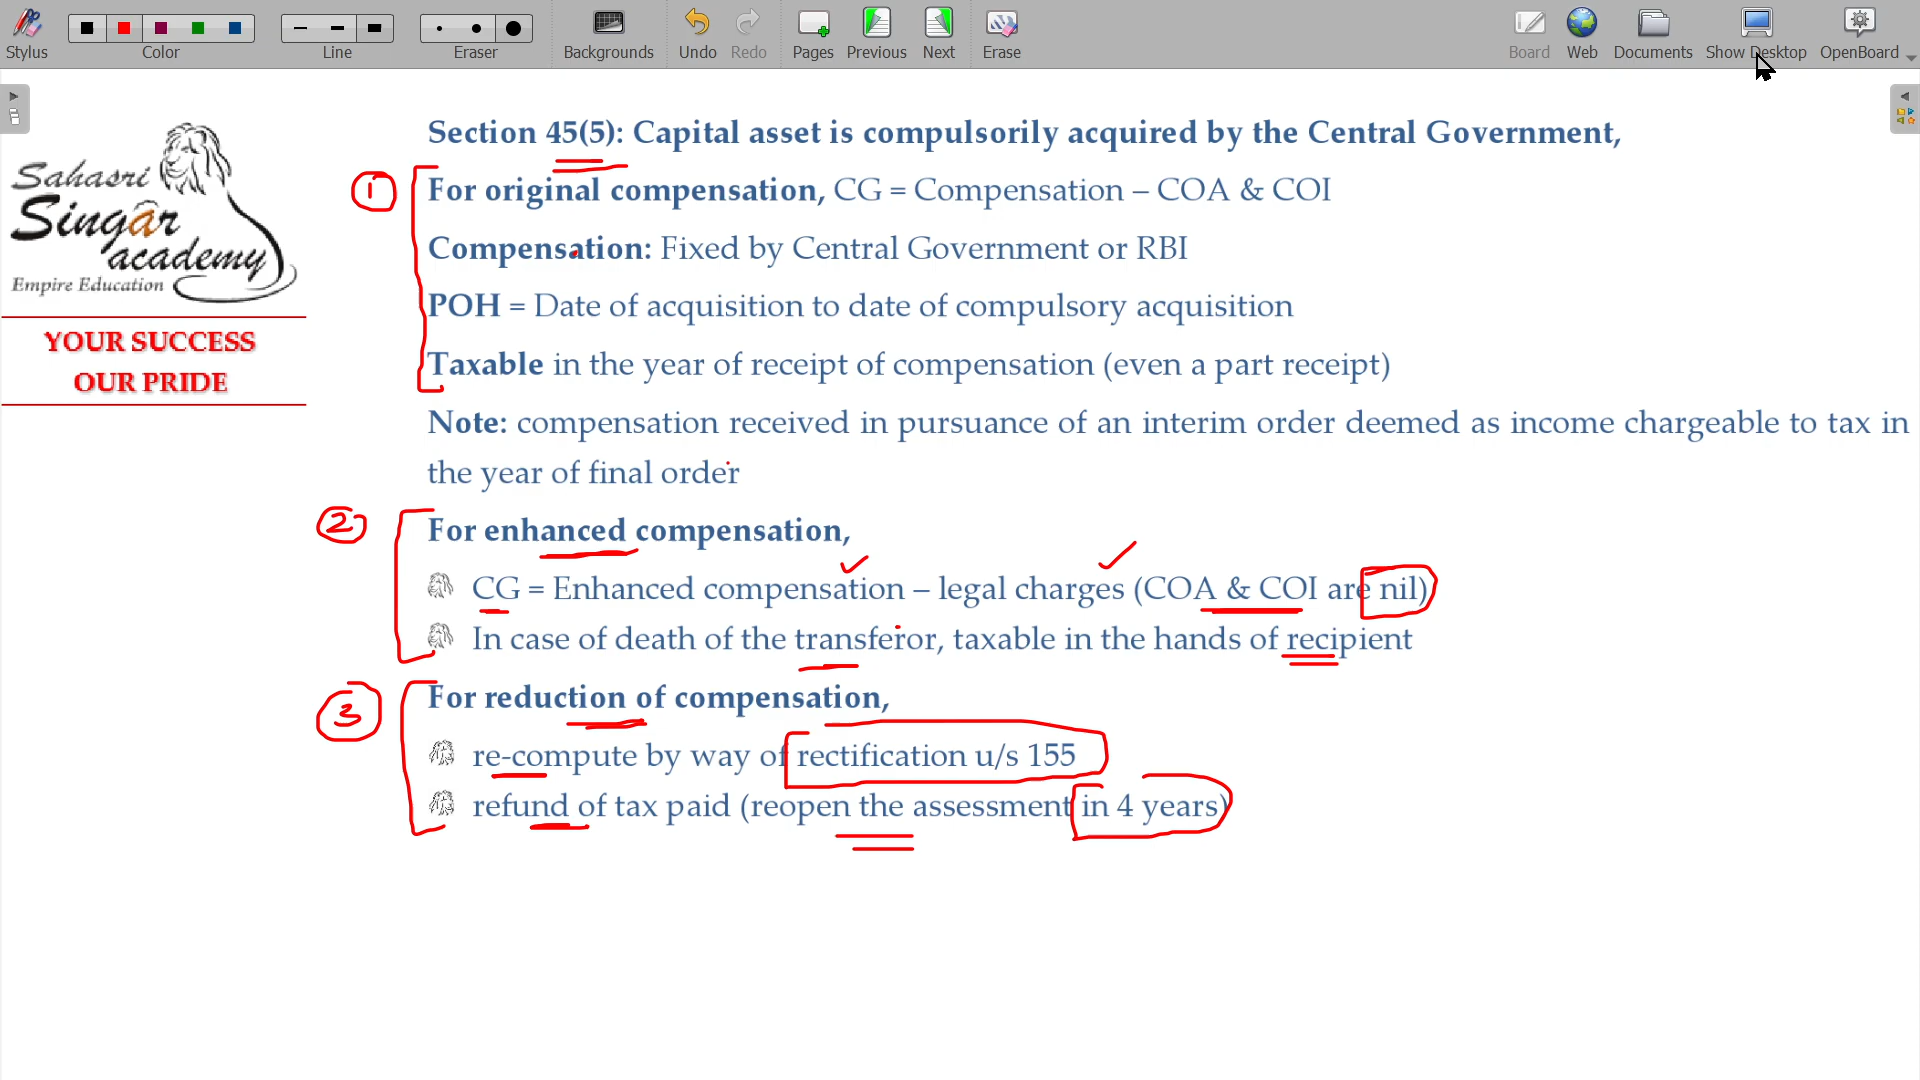 Stylus Color Line Eraser Backgrounds Undo Redo Pages Previous Next Erase Board Web Documents Show Desktop OpenBoard
Sahasri
Singar
academy
Empire Education
YOUR SUCCESS
OUR PRIDE
Section 45(5): Capital asset is compulsorily acquired by the Central Government,
1 For original compensation, CG = Compensation – COA & COI
Compensation: Fixed by Central Government or RBI
POH = Date of acquisition to date of compulsory acquisition
Taxable in the year of receipt of compensation (even a part receipt)
Note: compensation received in pursuance of an interim order deemed as income chargeable to tax in
the year of final order
2 For enhanced compensation,
CG = Enhanced compensation – legal charges (COA & COI are nil)
In case of death of the transferor, taxable in the hands of recipient
3 For reduction of compensation,
re-compute by way of rectification u/s 155
refund of tax paid (reopen the assessment in 4 years)